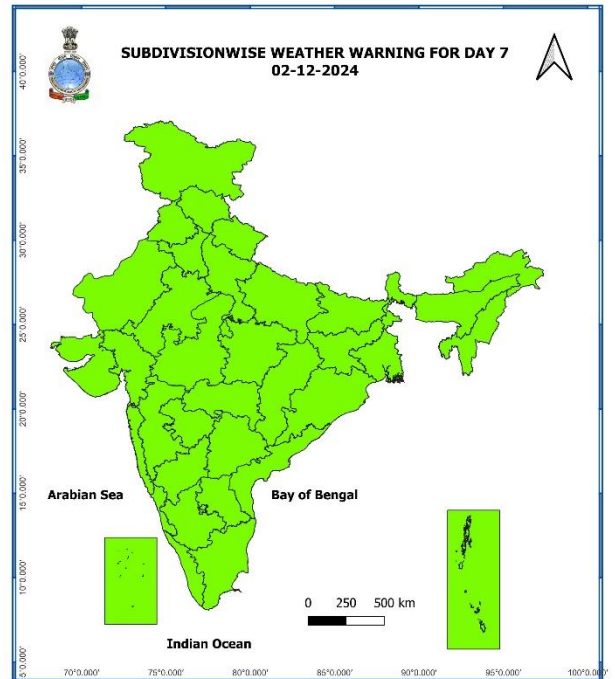 SUBDIVISIONWISE WEATHER WARNING FOR DAY 7
02-12-2024
40°0.000'
35°0.000'
30°0.000'
25°0.000'
20°0.000'
15°0.000'
10°0.000'
5°0.000'
Arabian Sea
Bay of Bengal
0 250 500 km
Indian Ocean
70°0.000' 75°0.000' 80°0.000' 85°0.000' 90°0.000' 95°0.000' 100°0.000'